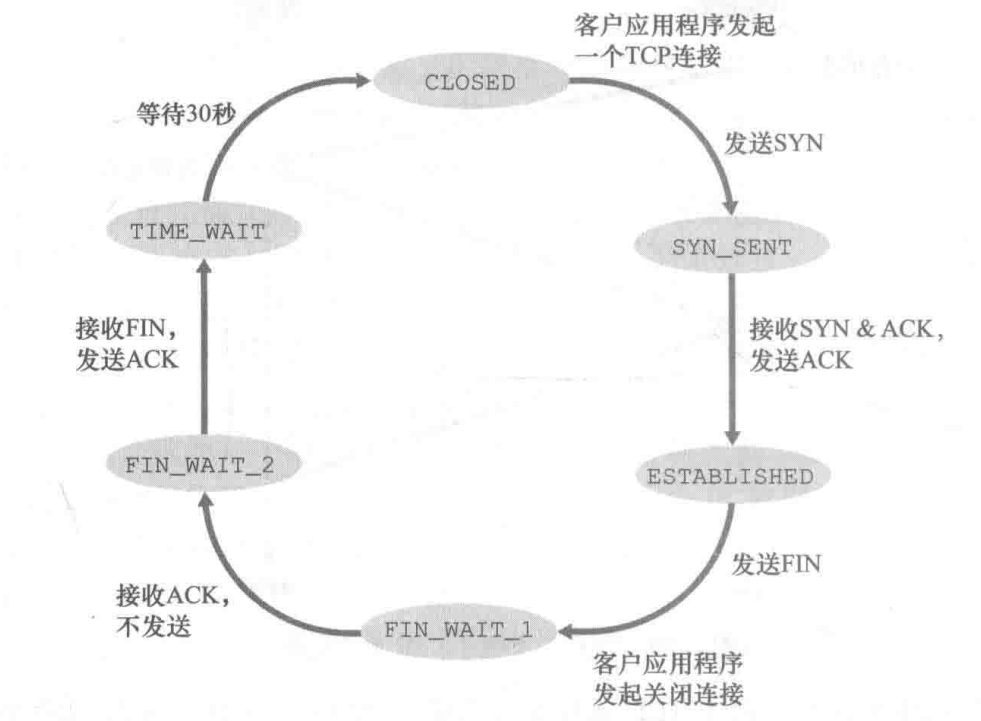 客户应用程序发起
一个TCP连接
CLOSED
等待30秒
发送SYN
TIME_WAIT
SYN_SENT
接收FIN，
发送ACK
接收SYN & ACK，
发送ACK
FIN_WAIT_2
ESTABLISHED
发送FIN
接收ACK，
不发送
FIN_WAIT_1
客户应用程序
发起关闭连接